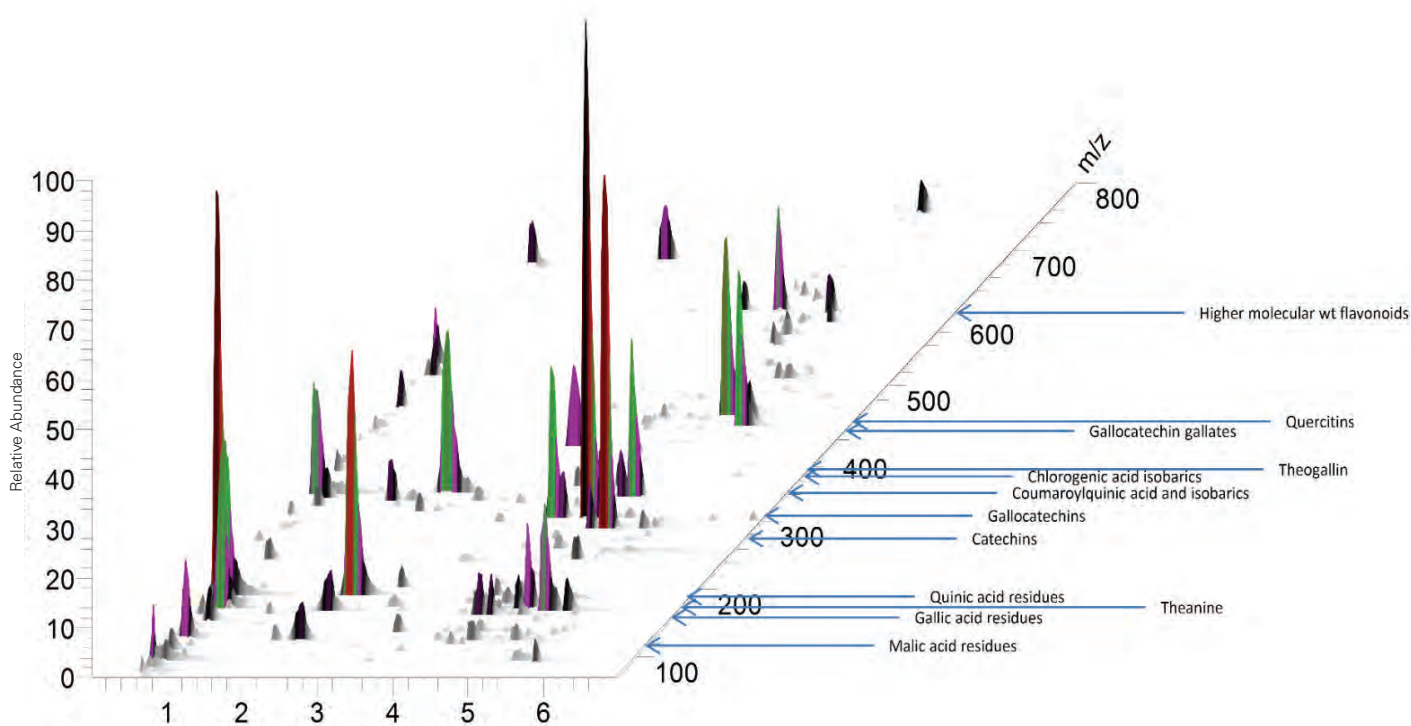 m/z
100
90
80
70
60
50
40
30
20
10
0
Relative Abundance
1
2
3
4
5
6
800
700
600
500
400
300
200
100
Higher molecular wt flavonoids
Quercitins
Gallocatechin gallates
Theogallin
Chlorogenic acid isobarics
Coumaroylquinic acid and isobarics
Gallocatechins
Catechins
Quinic acid residues
Theanine
Gallic acid residues
Malic acid residues